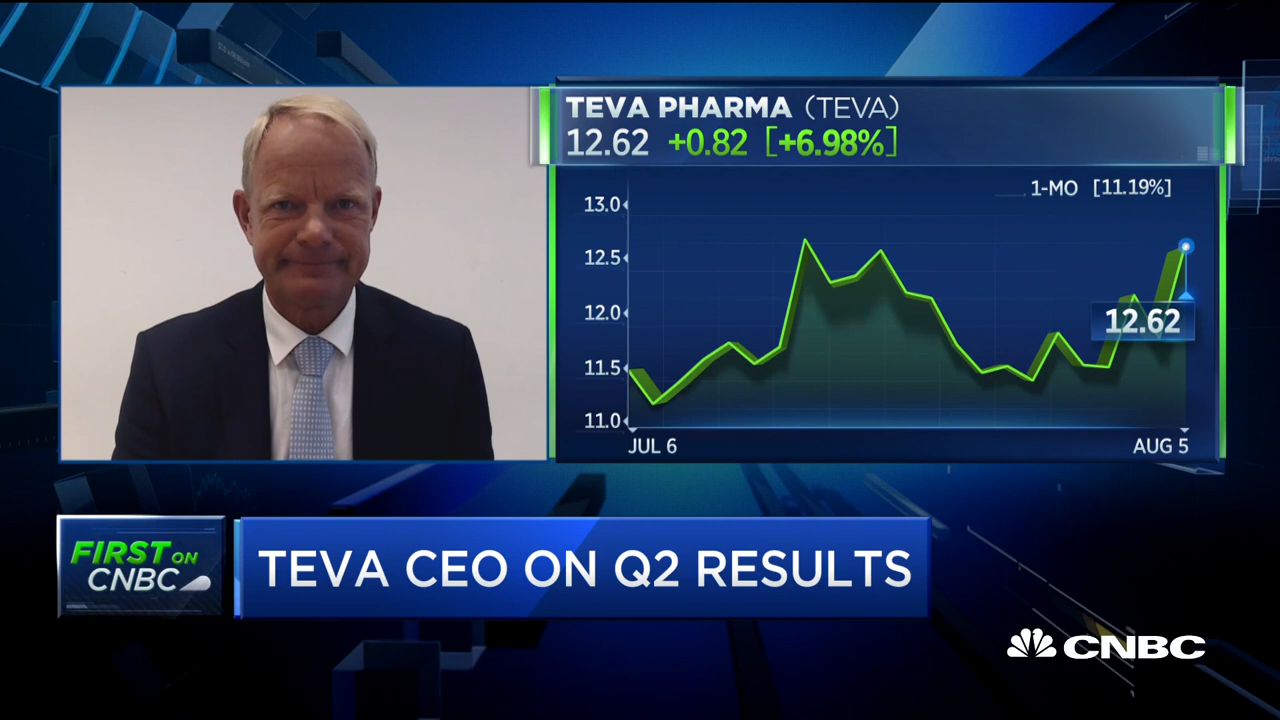 TEVA PHARMA (TEVA)
12.62 +0.82 [+6.98%]
1-MO [11.19%]
13.0
12.5
12.0
11.5
11.0
12.62
JUL 6 AUG 5
FIRST ON
CNBC
TEVA CEO ON Q2 RESULTS
CNBC